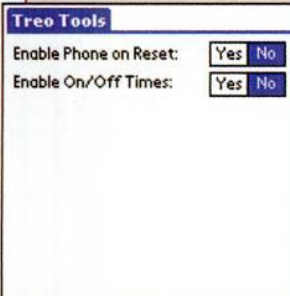 Treo Tools
Enable Phone on Reset: Yes No
Enable On/Off Times: Yes No